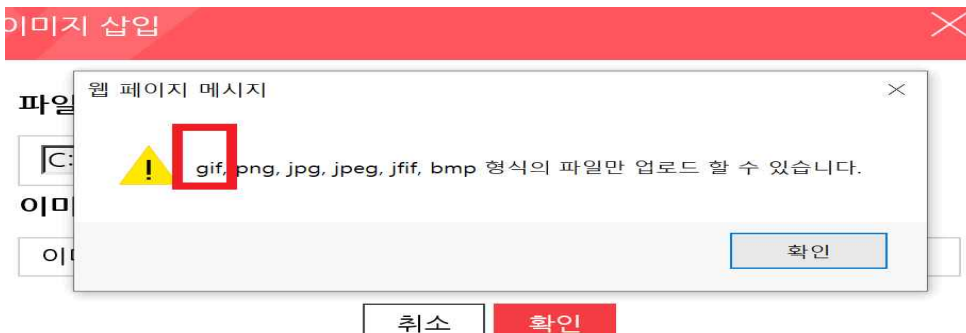 이미지 삽입
웹 페이지 메시지
파일
C:
gif, png, jpg, jpeg, jfif, bmp 형식의 파일만 업로드 할 수 있습니다.
확인
취소
확인